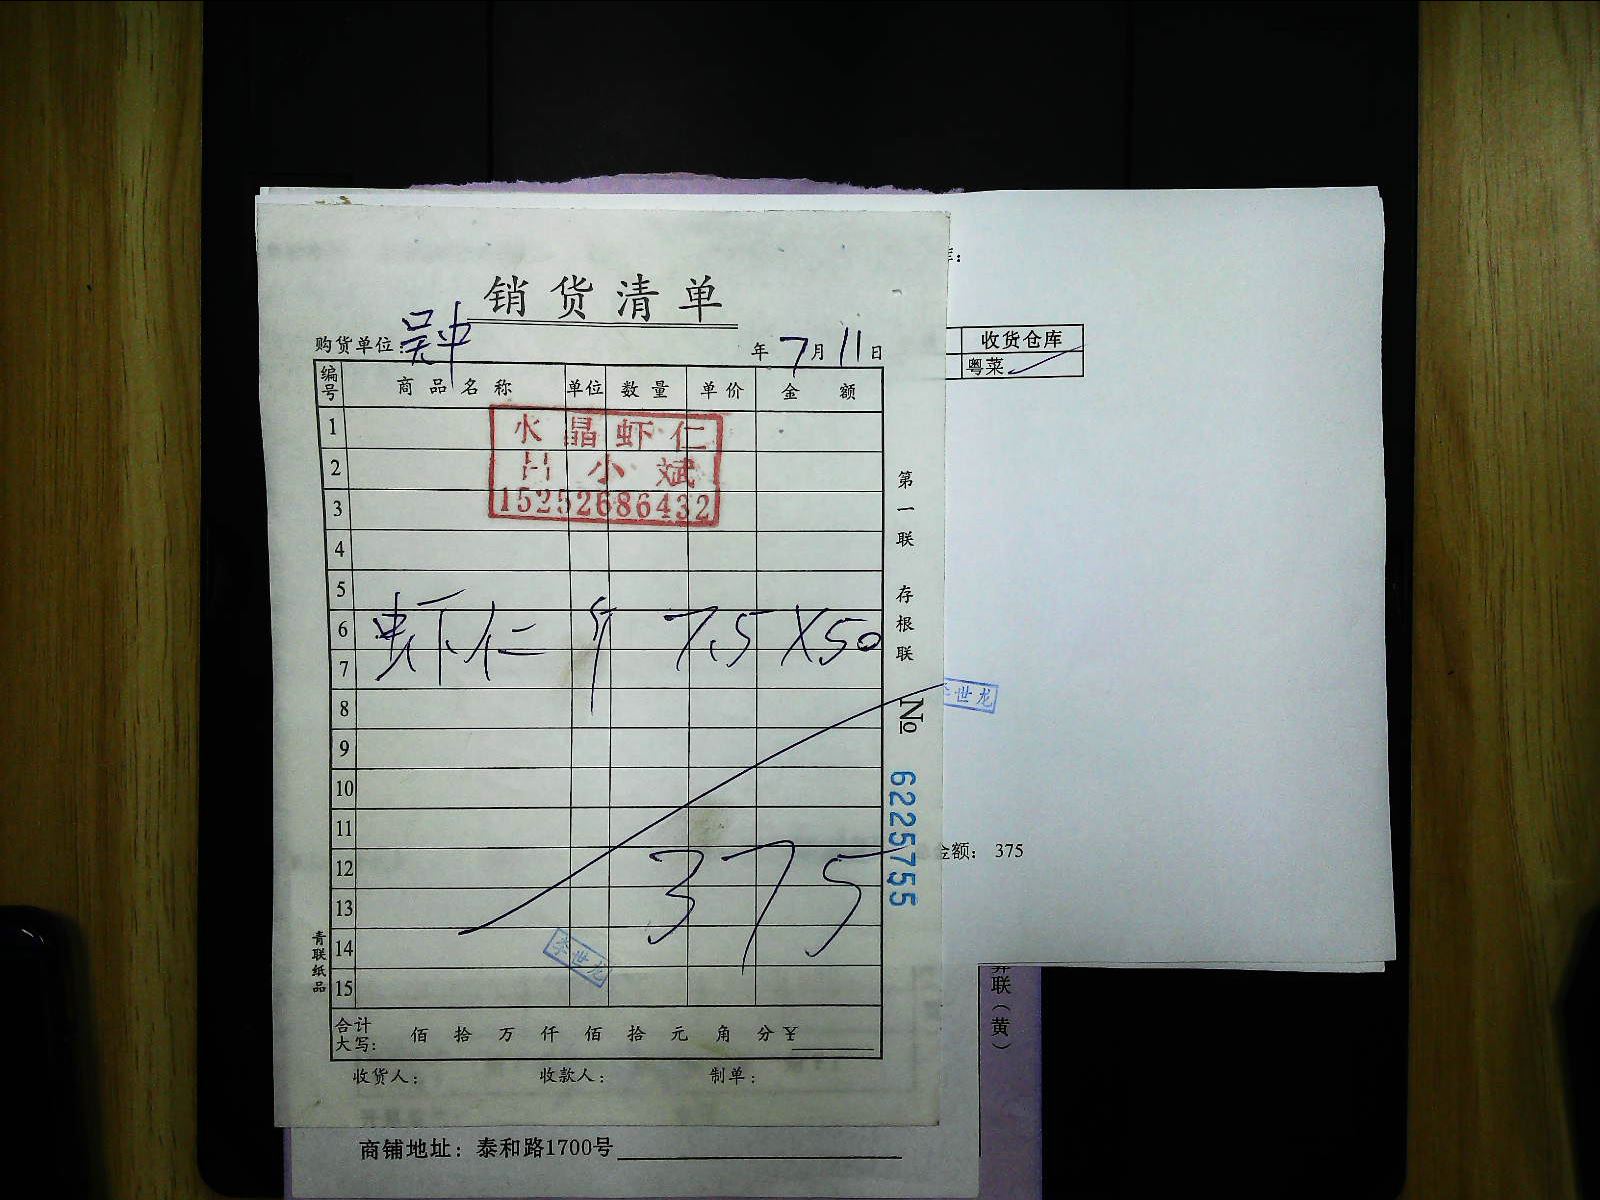 销货清单
购货单位：吴中 年 7 月 11 日
编号 商品名称 单位 数量 单价 金额
1
2
3
4
5
6
7
8
9
10
11
12
13
14
15
水晶虾仁
吕小斌
15252686432
虾仁 斤 7.5 X50
375
李世龙
合计大写： 佰 拾 万 仟 佰 拾 元 角 分 ¥
收货人： 收款人： 制单：
青联纸品
第一联 存根联
No 6225755
收货仓库
粤菜
世龙
金额： 375
联（黄）
商铺地址：泰和路1700号